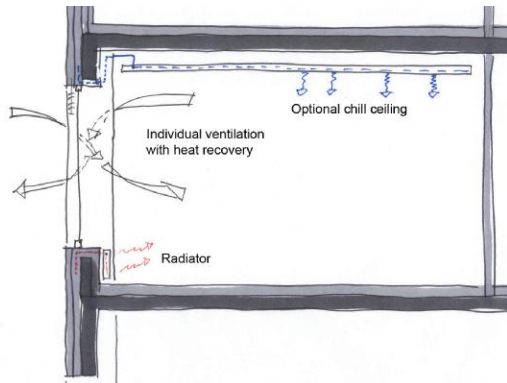 Optional chill ceiling
Individual ventilation
with heat recovery
Radiator